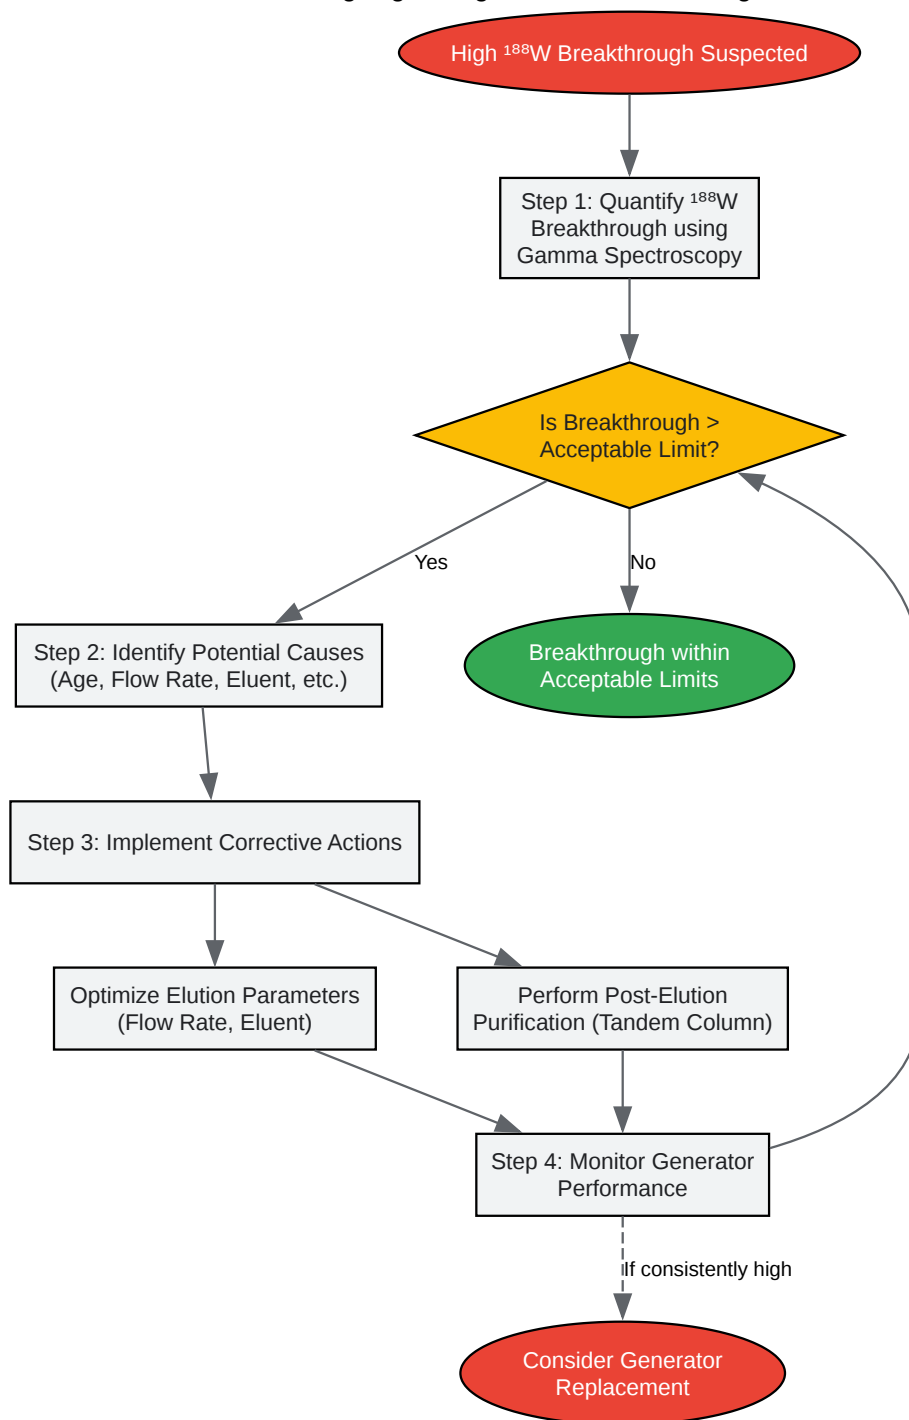 High ¹⁸⁸W Breakthrough Suspected
Step 1: Quantify ¹⁸⁸W
Breakthrough using
Gamma Spectroscopy
Is Breakthrough >
Acceptable Limit?
Yes
No
Step 2: Identify Potential Causes
(Age, Flow Rate, Eluent, etc.)
Breakthrough within
Acceptable Limits
Step 3: Implement Corrective Actions
Optimize Elution Parameters
(Flow Rate, Eluent)
Perform Post-Elution
Purification (Tandem Column)
Step 4: Monitor Generator
Performance
If consistently high
Consider Generator
Replacement